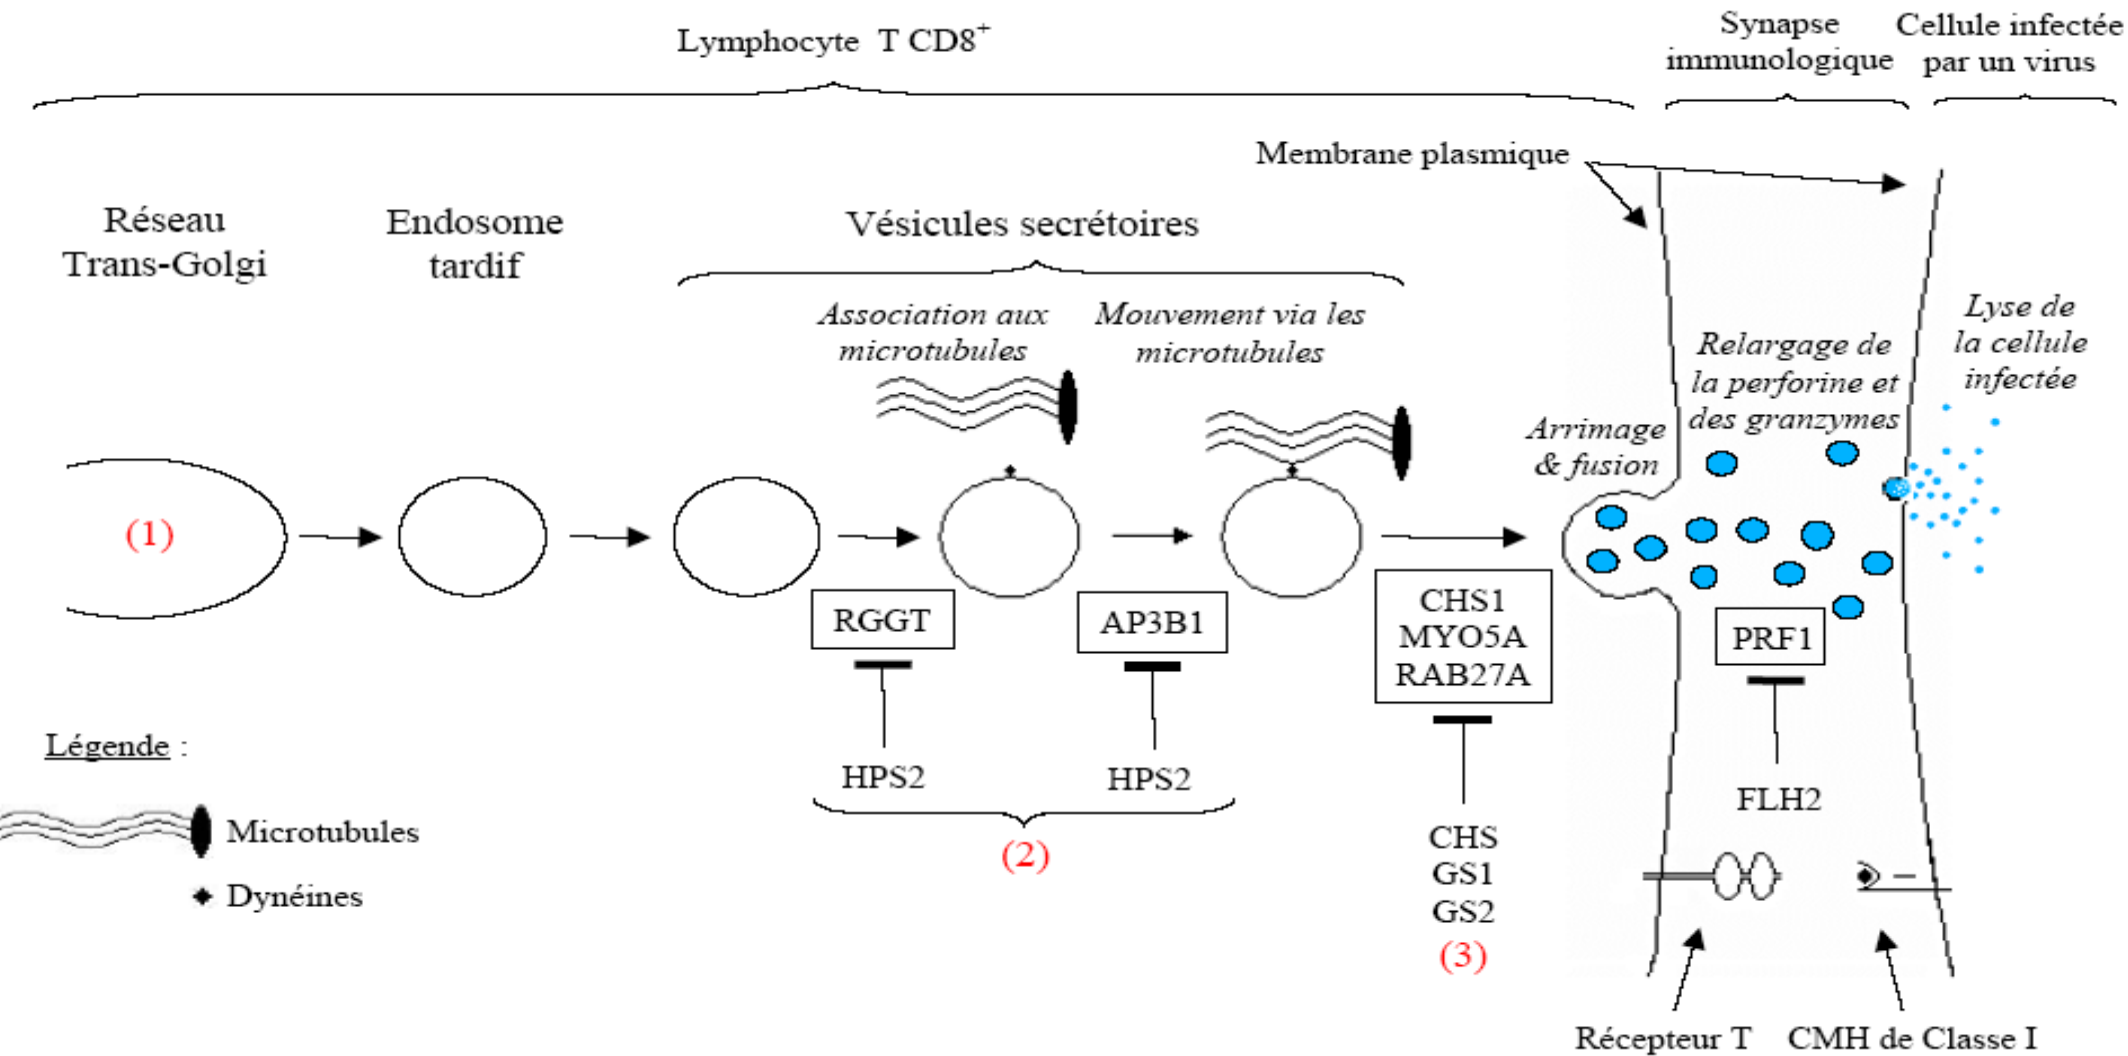 Lymphocyte T CD8+
Synapse
immunologique
Cellule infectée
par un virus
Membrane plasmique
Réseau
Trans-Golgi
Endosome
tardif
Vésicules secrétoires
Association aux
microtubules
Mouvement via les
microtubules
Arrimage
& fusion
Relargage de
la perforine et
des granzymes
Lyse de
la cellule
infectée
(1)
RGGT
AP3B1
CHS1
MYO5A
RAB27A
PRF1
HPS2
HPS2
(2)
CHS
GS1
GS2
(3)
FLH2
Légende :
Microtubules
Dynéines
Récepteur T
CMH de Classe I